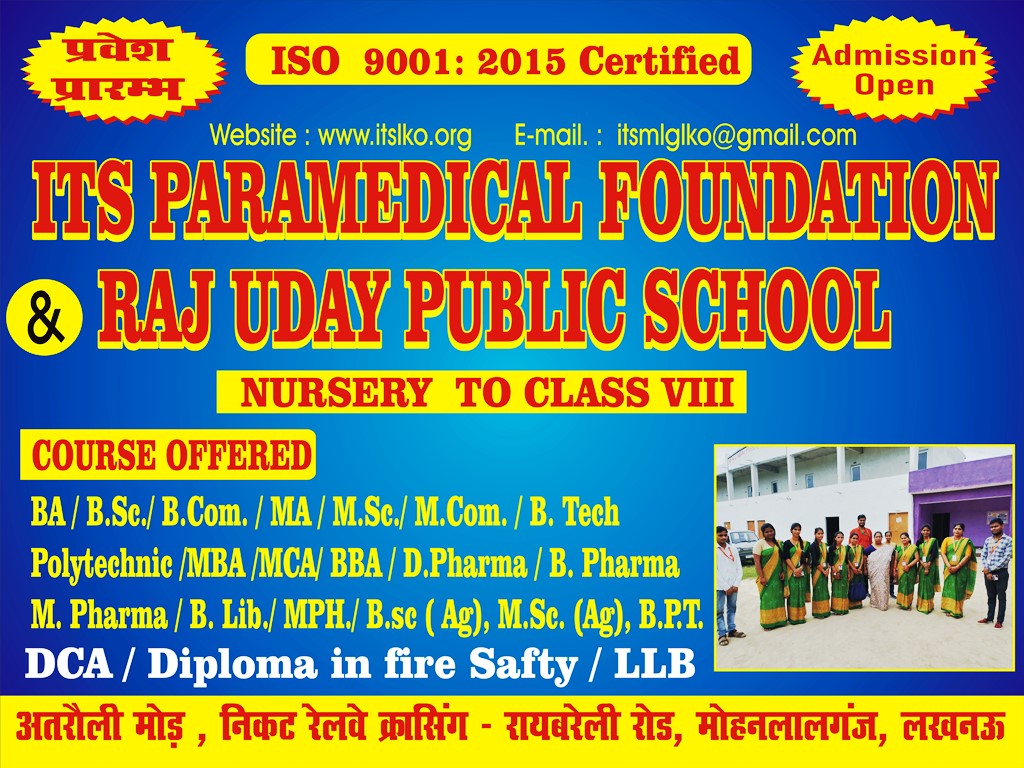 प्रवेश
प्रारम्भ
ISO 9001: 2015 Certified
Admission
Open
Website : www.itslko.org E-mail. : itsmlglko@gmail.com
ITS PARAMEDICAL FOUNDATION
& RAJ UDAY PUBLIC SCHOOL
NURSERY TO CLASS VIII
COURSE OFFERED
BA / B.Sc./ B.Com. / MA / M.Sc./ M.Com. / B. Tech
Polytechnic /MBA /MCA/ BBA / D.Pharma / B. Pharma
M. Pharma / B. Lib./ MPH./ B.sc ( Ag), M.Sc. (Ag), B.P.T.
DCA / Diploma in fire Safty / LLB
अतरौली मोड़ , निकट रेलवे क्रासिंग - रायबरेली रोड, मोहनलालगंज, लखनऊ